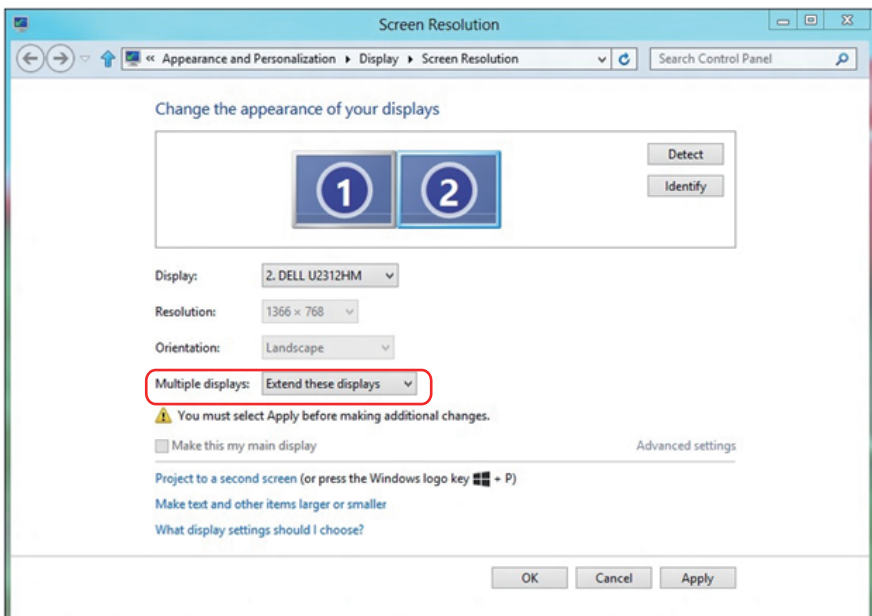 Screen Resolution
« Appearance and Personalization ▸ Display ▸ Screen Resolution Search Control Panel
Change the appearance of your displays
1 2
Detect
Identify
Display: 2. DELL U2312HM
Resolution: 1366 × 768
Orientation: Landscape
Multiple displays: Extend these displays
You must select Apply before making additional changes.
Make this my main display Advanced settings
Project to a second screen (or press the Windows logo key + P)
Make text and other items larger or smaller
What display settings should I choose?
OK Cancel Apply